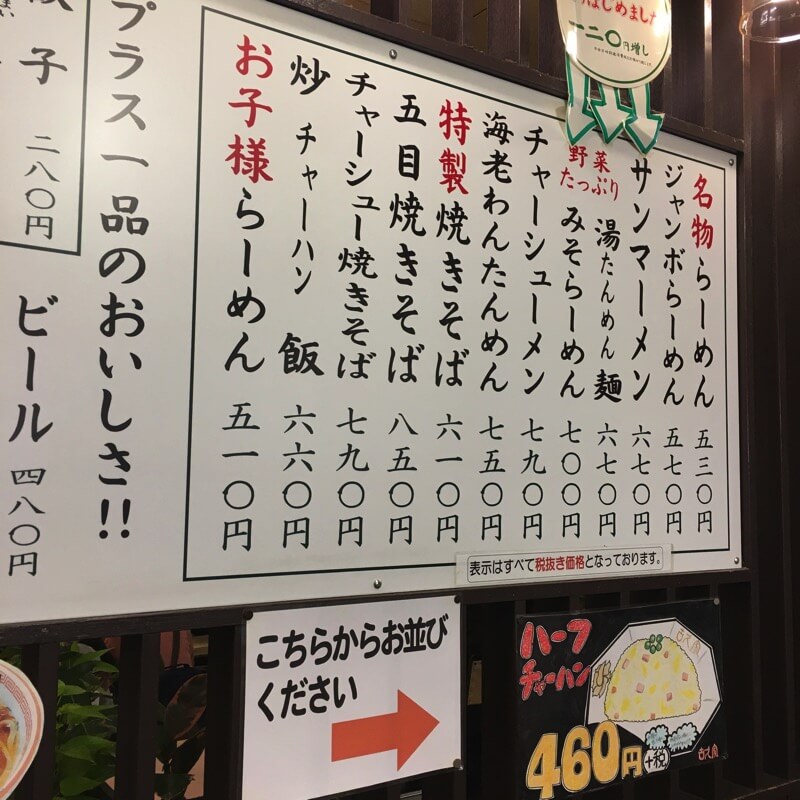 はじめました
一二〇円増し
名物らーめん 五三〇円
ジャンボらーめん 五七〇円
サンマーメン 六七〇円
湯たんめん麺 六七〇円
野菜たっぷり
みそらーめん 七〇〇円
チャーシューメン 七九〇円
海老わんたんめん 七五〇円
特製焼きそば 六一〇円
五目焼きそば 八五〇円
チャーシュー焼きそば 七九〇円
炒チャーハン飯 六六〇円
お子様らーめん 五一〇円
表示はすべて税抜き価格となっております。
プラス一品のおいしさ!!
子 二八〇円
ビール 四八〇円
こちらからお並び
ください
ハーフ
チャーハン
460円
+税